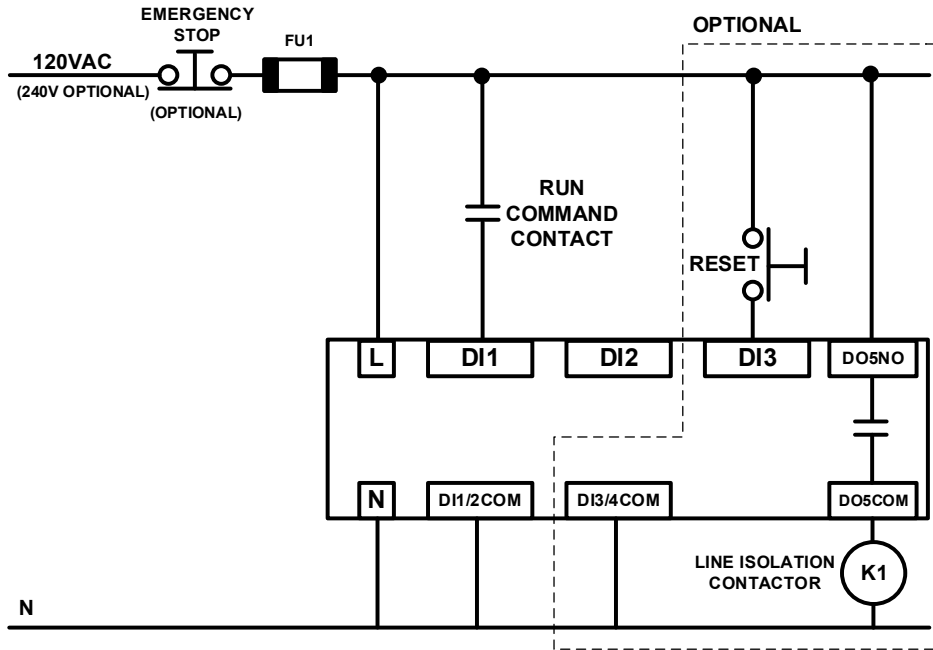 EMERGENCY
STOP
FU1
OPTIONAL
120VAC
(240V OPTIONAL)
(OPTIONAL)
RUN
COMMAND
CONTACT
RESET
L
DI1
DI2
DI3
DO5NO
N
DI1/2COM
DI3/4COM
DO5COM
LINE ISOLATION
CONTACTOR
K1
N